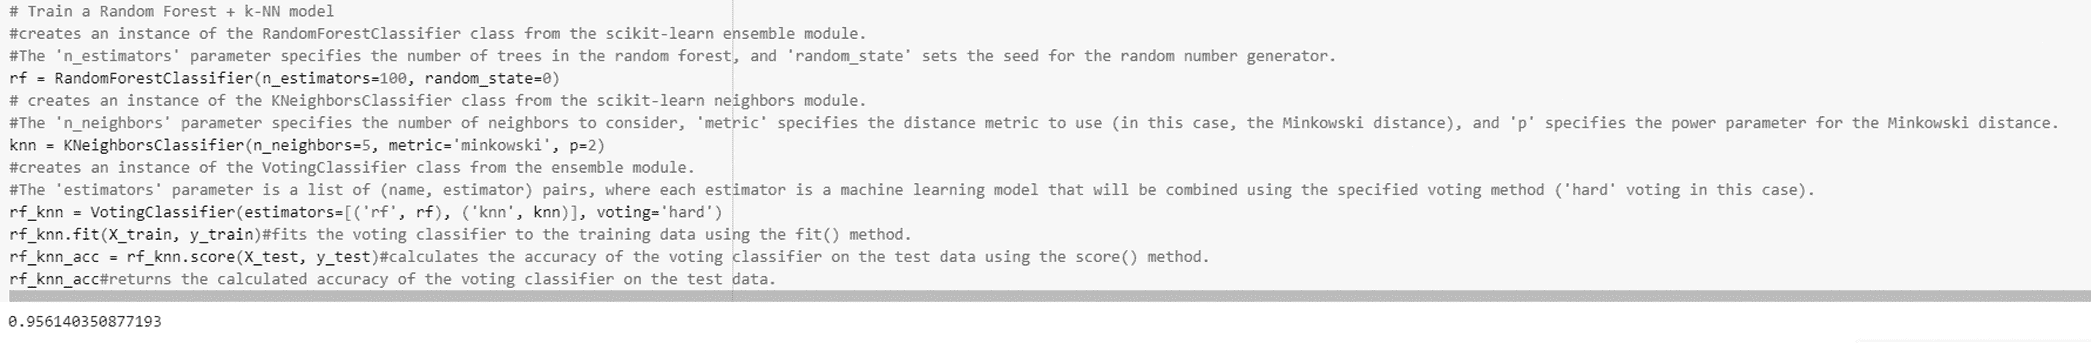 # Train a Random Forest + k-NN model
#creates an instance of the RandomForestClassifier class from the scikit-learn ensemble module.
#The 'n_estimators' parameter specifies the number of trees in the random forest, and 'random_state' sets the seed for the random number generator.
rf = RandomForestClassifier(n_estimators=100, random_state=0)
# creates an instance of the KNeighborsClassifier class from the scikit-learn neighbors module.
#The 'n_neighbors' parameter specifies the number of neighbors to consider, 'metric' specifies the distance metric to use (in this case, the Minkowski distance), and 'p' specifies the power parameter for the Minkowski distance.
knn = KNeighborsClassifier(n_neighbors=5, metric='minkowski', p=2)
#creates an instance of the VotingClassifier class from the ensemble module.
#The 'estimators' parameter is a list of (name, estimator) pairs, where each estimator is a machine learning model that will be combined using the specified voting method ('hard' voting in this case).
rf_knn = VotingClassifier(estimators=[('rf', rf), ('knn', knn)], voting='hard')
rf_knn.fit(X_train, y_train)#fits the voting classifier to the training data using the fit() method.
rf_knn_acc = rf_knn.score(X_test, y_test)#calculates the accuracy of the voting classifier on the test data using the score() method.
rf_knn_acc#returns the calculated accuracy of the voting classifier on the test data.
0.956140350877193